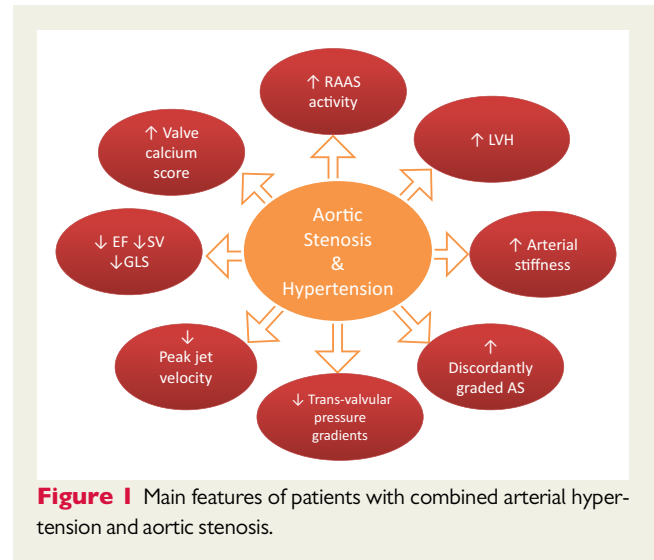 ↑ RAAS
activity
↑ Valve
calcium
score
↑ LVH
↓ EF ↓SV
↓GLS
Aortic
Stenosis
&
Hypertension
↑ Arterial
stiffness
↓
Peak jet
velocity
↑
Discordantly
graded AS
↓ Trans-valvular
pressure
gradients
Figure 1 Main features of patients with combined arterial hyper-
tension and aortic stenosis.